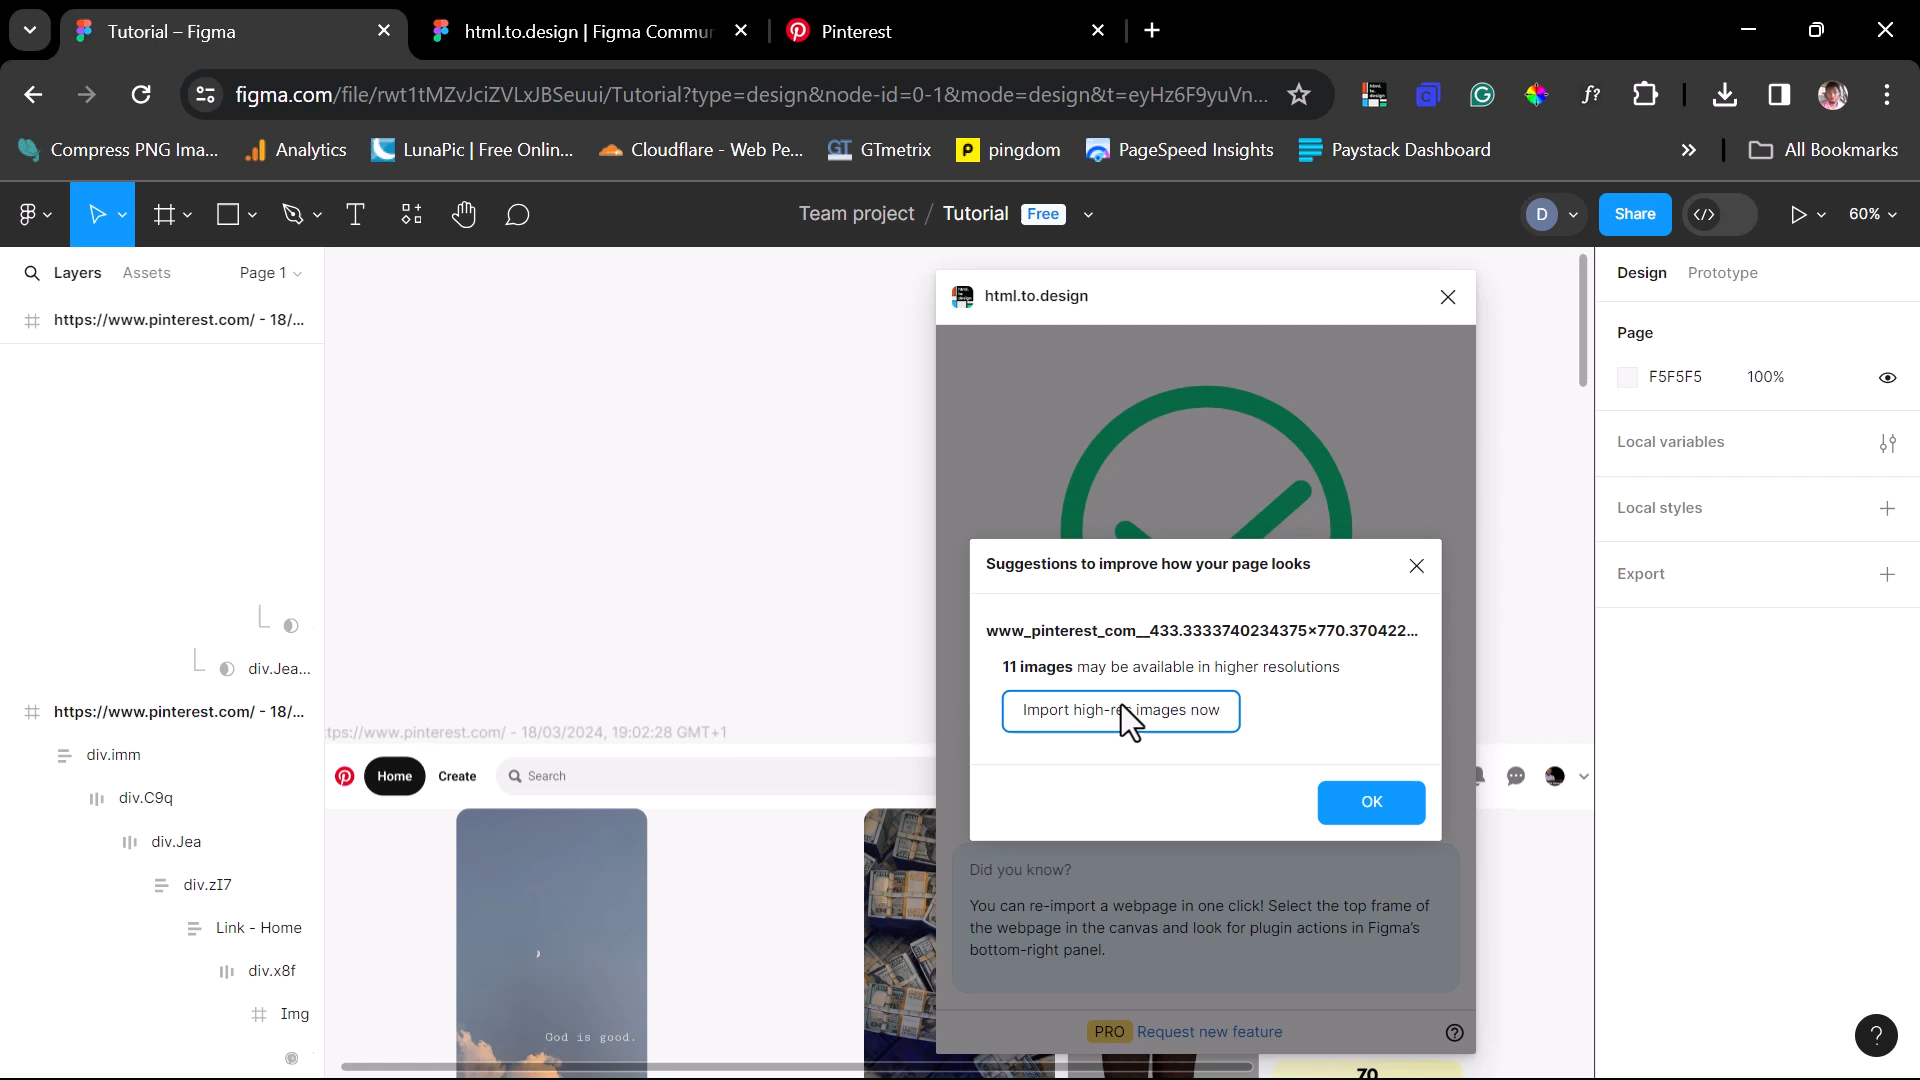 Tutorial – Figma
html.to.design | Figma Commun
Pinterest
figma.com/file/rwt1tMZvJciZVLxJBSeuui/Tutorial?type=design&node-id=0-1&mode=design&t=eyHz6F9yuVn...
f?
Compress PNG Ima...
Analytics
LunaPic | Free Onlin...
Cloudflare - Web Pe...
GTmetrix
pingdom
PageSpeed Insights
Paystack Dashboard
All Bookmarks
Team project / Tutorial Free
D
Share
60%
Layers
Assets
Page 1
https://www.pinterest.com/ - 18/...
div.Jea...
https://www.pinterest.com/ - 18/...
div.imm
div.C9q
div.Jea
div.zI7
Link - Home
div.x8f
Img
tps://www.pinterest.com/ - 18/03/2024, 19:02:28 GMT+1
Home
Create
Search
God is good.
70
html.to.design
Suggestions to improve how your page looks
www_pinterest_com__433.3333740234375×770.370422...
11 images may be available in higher resolutions
Import high-res images now
OK
Did you know?
You can re-import a webpage in one click! Select the top frame of
the webpage in the canvas and look for plugin actions in Figma's
bottom-right panel.
PRO Request new feature
Design
Prototype
Page
F5F5F5
100%
Local variables
Local styles
Export
?